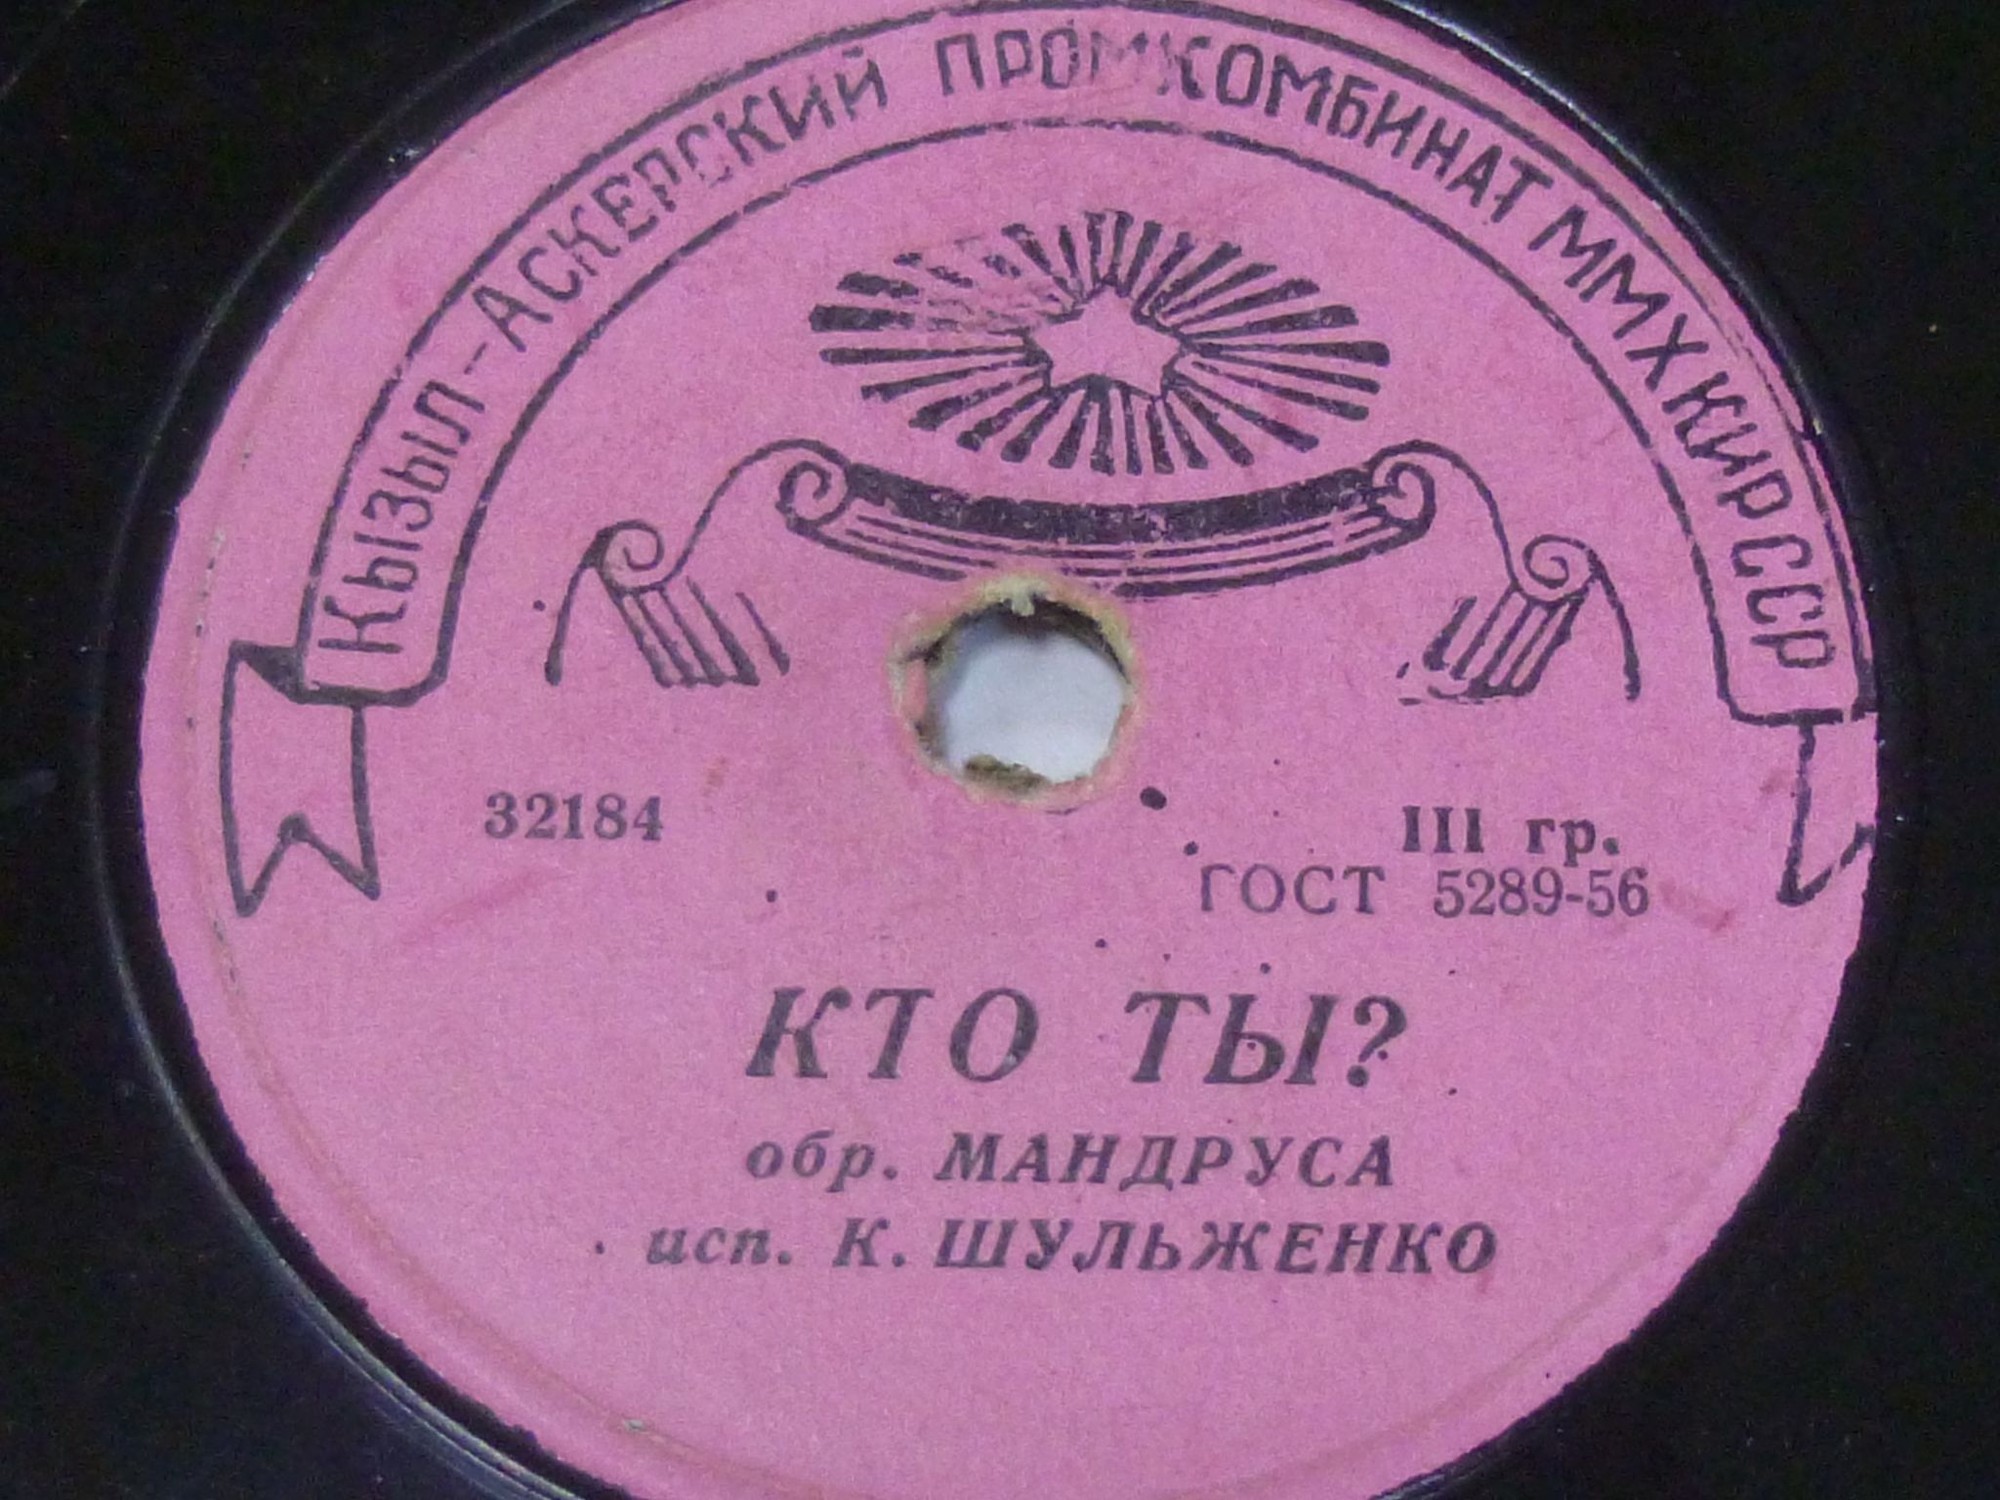 Кызыл-Аскерский промкомбинат ММХ Кир ССР
32184
III гр.
ГОСТ 5289-56
КТО ТЫ?
обр. МАНДРУСА
исп. К. ШУЛЬЖЕНКО